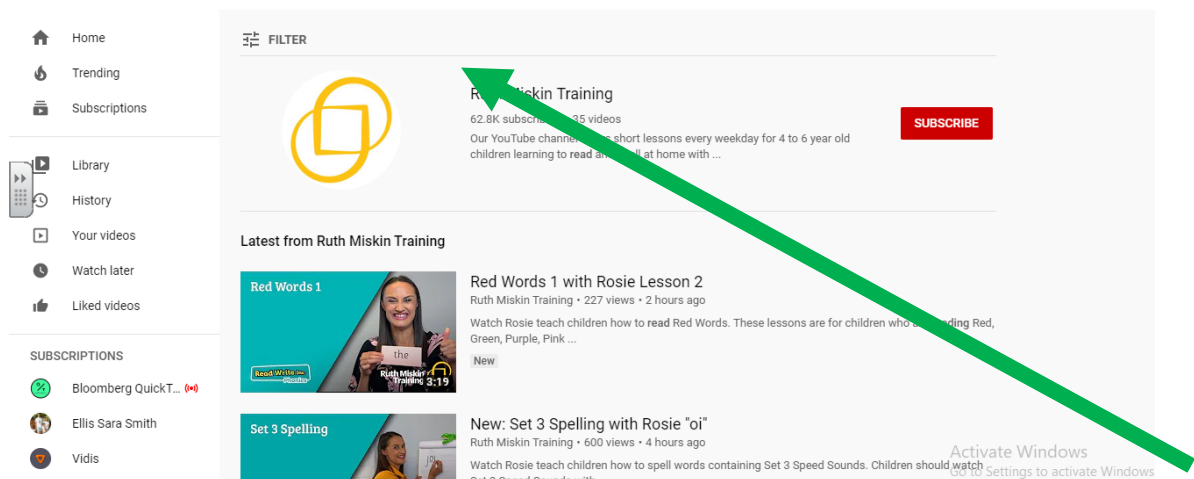 Home
Trending
Subscriptions
Library
History
Your videos
Watch later
Liked videos
SUBSCRIPTIONS
Bloomberg QuickT...
Ellis Sara Smith
Vidis
FILTER
Miskin Training
62.8K 35 videos
Our YouTube short lessons every weekday for 4 to 6 year old
children learning to read at home with ...
SUBSCRIBE
Latest from Ruth Miskin Training
Red Words 1
the
Read Write Inc.
Phonics
Ruth Miskin
Training
3:19
Red Words 1 with Rosie Lesson 2
Ruth Miskin Training • 227 views • 2 hours ago
Watch Rosie teach children how to read Red Words. These lessons are for children who Red,
Green, Purple, Pink ...
New
Set 3 Spelling
oi
New: Set 3 Spelling with Rosie "oi"
Ruth Miskin Training • 600 views • 4 hours ago
Watch Rosie teach children how to spell words containing Set 3 Speed Sounds. Children should watch
Activate Windows
Go to Settings to activate Windows